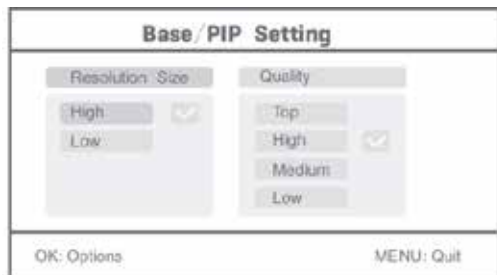 Base/PIP Setting
Resolution Size
High
Low
Quality
Top
High
Medium
Low
OK: Options
MENU: Quit